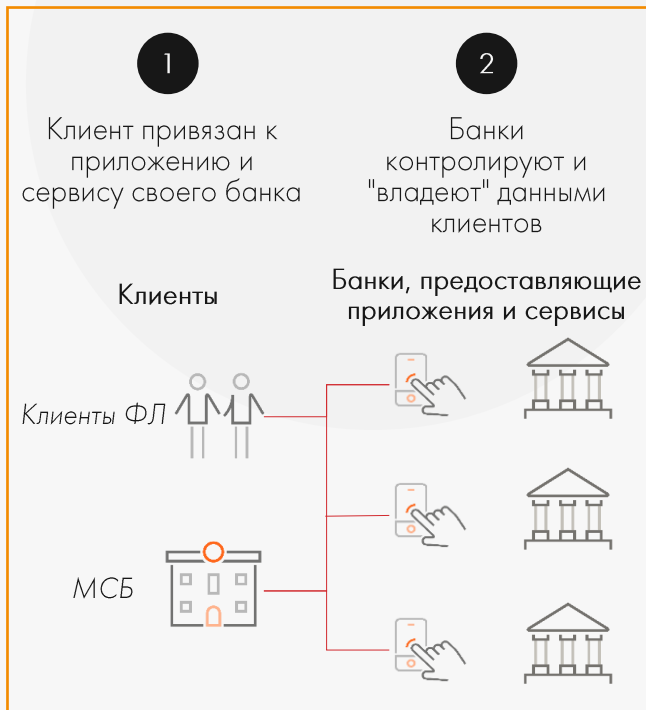 1
Клиент привязан к
приложению и
сервису своего банка
2
Банки
контролируют и
"владеют" данными
клиентов
Клиенты
Банки, предоставляющие
приложения и сервисы
Клиенты ФЛ
МСБ